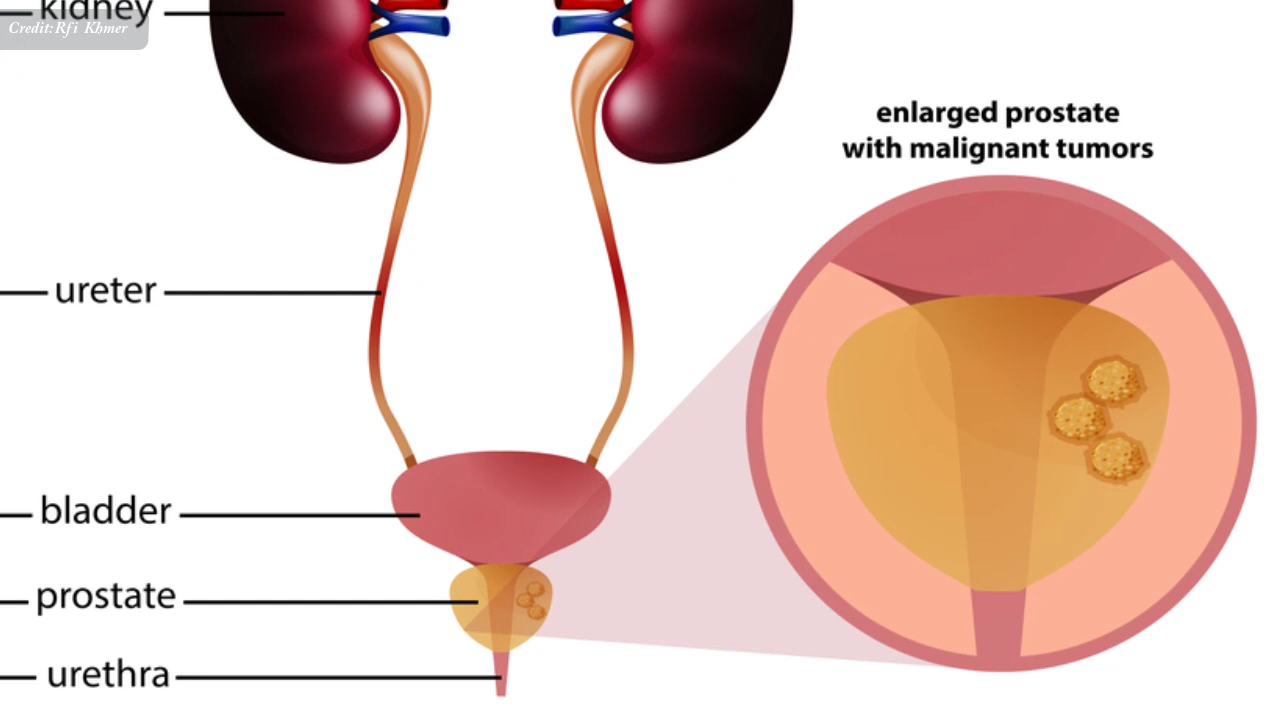 kidney
Credit:Rfi Khmer
enlarged prostate
with malignant tumors
ureter
bladder
prostate
urethra